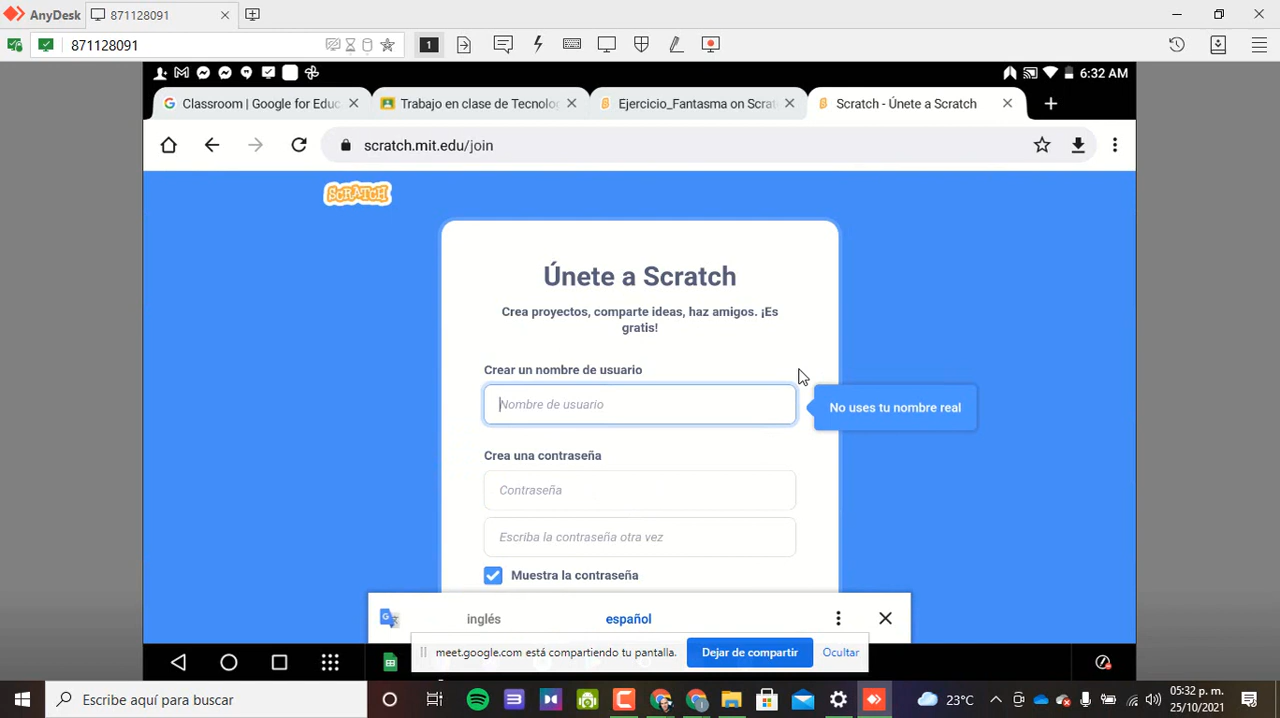 AnyDesk
871128091
871128091
1
6:32 AM
Classroom | Google for Educ
Trabajo en clase de Tecnolog
Ejercicio_Fantasma on Scrat
Scratch - Únete a Scratch
scratch.mit.edu/join
SCRATCH
Únete a Scratch
Crea proyectos, comparte ideas, haz amigos. ¡Es
gratis!
Crear un nombre de usuario
Nombre de usuario
No uses tu nombre real
Crea una contraseña
Contraseña
Escriba la contraseña otra vez
Muestra la contraseña
inglés
español
meet.google.com está compartiendo tu pantalla.
Dejar de compartir
Ocultar
Escribe aquí para buscar
23°C
05:32 p. m.
25/10/2021